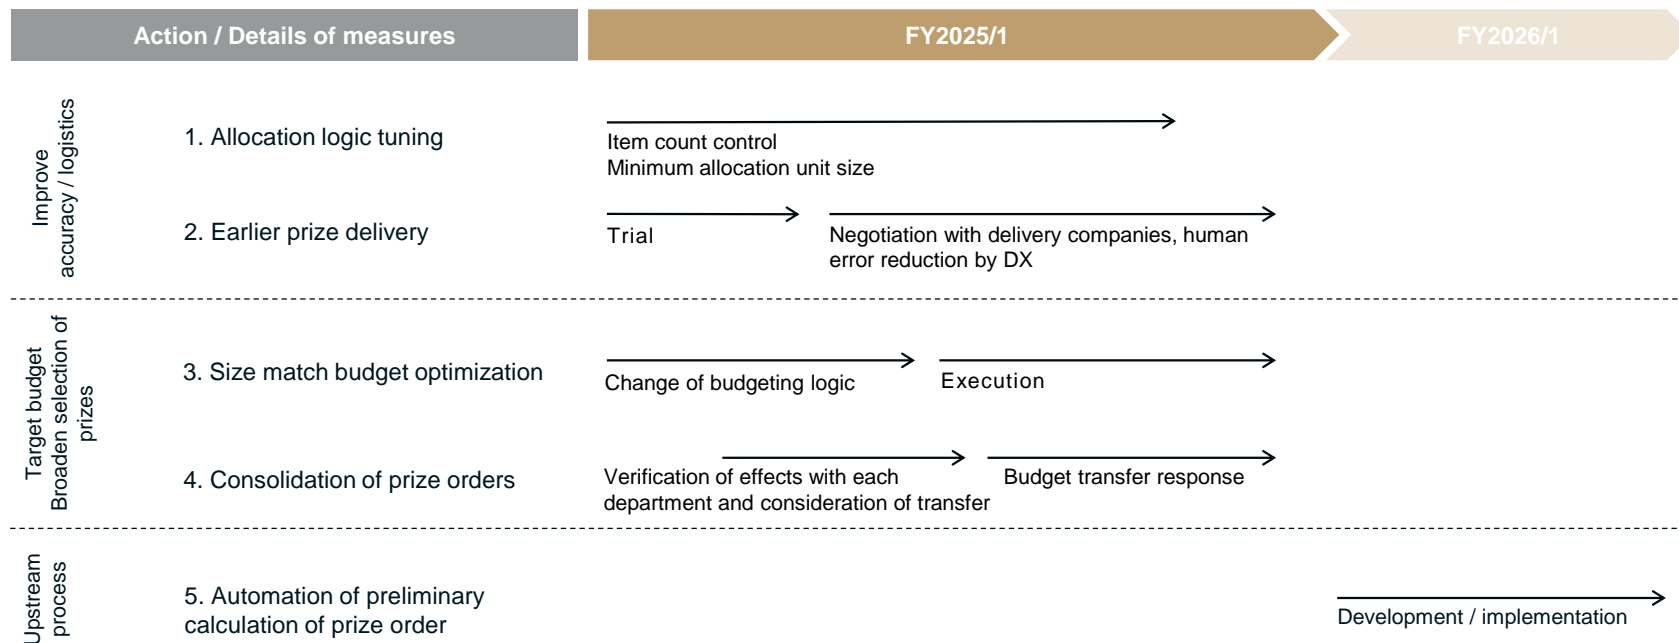 Action / Details of measures
FY2025/1
FY2026/1
Improve
accuracy / logistics
1. Allocation logic tuning
Item count control
Minimum allocation unit size
2. Earlier prize delivery
Trial
Negotiation with delivery companies, human
error reduction by DX
Target budget
Broaden selection of
prizes
3. Size match budget optimization
Change of budgeting logic
Execution
4. Consolidation of prize orders
Verification of effects with each
department and consideration of transfer
Budget transfer response
Upstream
process
5. Automation of preliminary
calculation of prize order
Development / implementation